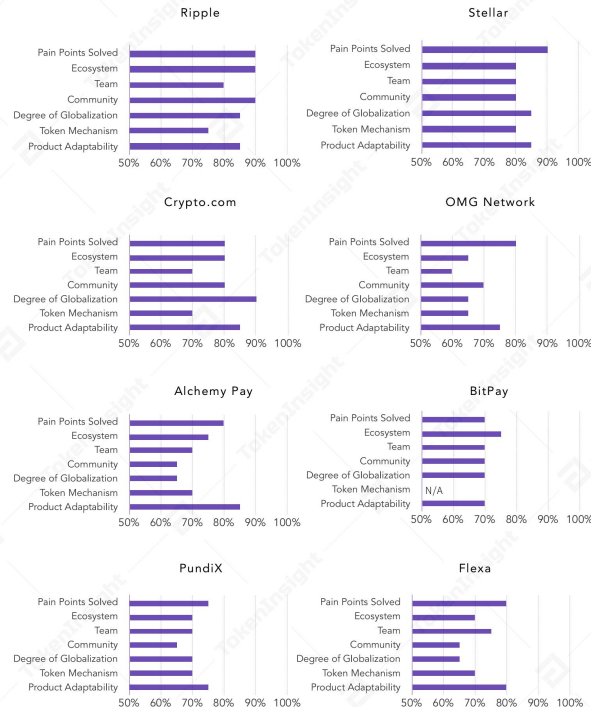 Ripple
Pain Points Solved
Ecosystem
Team
Community
Degree of Globalization
Token Mechanism
Product Adaptability
50% 60% 70% 80% 90% 100%
Stellar
Pain Points Solved
Ecosystem
Team
Community
Degree of Globalization
Token Mechanism
Product Adaptability
50% 60% 70% 80% 90% 100%
Crypto.com
Pain Points Solved
Ecosystem
Team
Community
Degree of Globalization
Token Mechanism
Product Adaptability
50% 60% 70% 80% 90% 100%
OMG Network
Pain Points Solved
Ecosystem
Team
Community
Degree of Globalization
Token Mechanism
Product Adaptability
50% 60% 70% 80% 90% 100%
Alchemy Pay
Pain Points Solved
Ecosystem
Team
Community
Degree of Globalization
Token Mechanism
Product Adaptability
50% 60% 70% 80% 90% 100%
BitPay
Pain Points Solved
Ecosystem
Team
Community
Degree of Globalization
Token Mechanism N/A
Product Adaptability
50% 60% 70% 80% 90% 100%
PundiX
Pain Points Solved
Ecosystem
Team
Community
Degree of Globalization
Token Mechanism
Product Adaptability
50% 60% 70% 80% 90% 100%
Flexa
Pain Points Solved
Ecosystem
Team
Community
Degree of Globalization
Token Mechanism
Product Adaptability
50% 60% 70% 80% 90% 100%
TokenInsight
TokenInsight
TokenInsight
TokenInsight
TokenInsight
TokenInsight
TokenInsight
TokenInsight